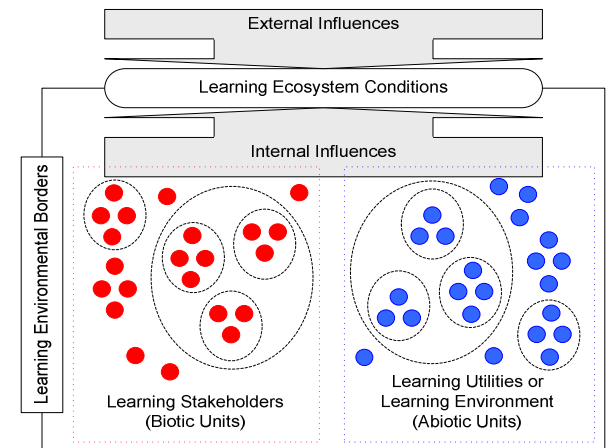 External Influences
Learning Ecosystem Conditions
Internal Influences
Learning Environmental Borders
Learning Stakeholders
(Biotic Units)
Learning Utilities or
Learning Environment
(Abiotic Units)